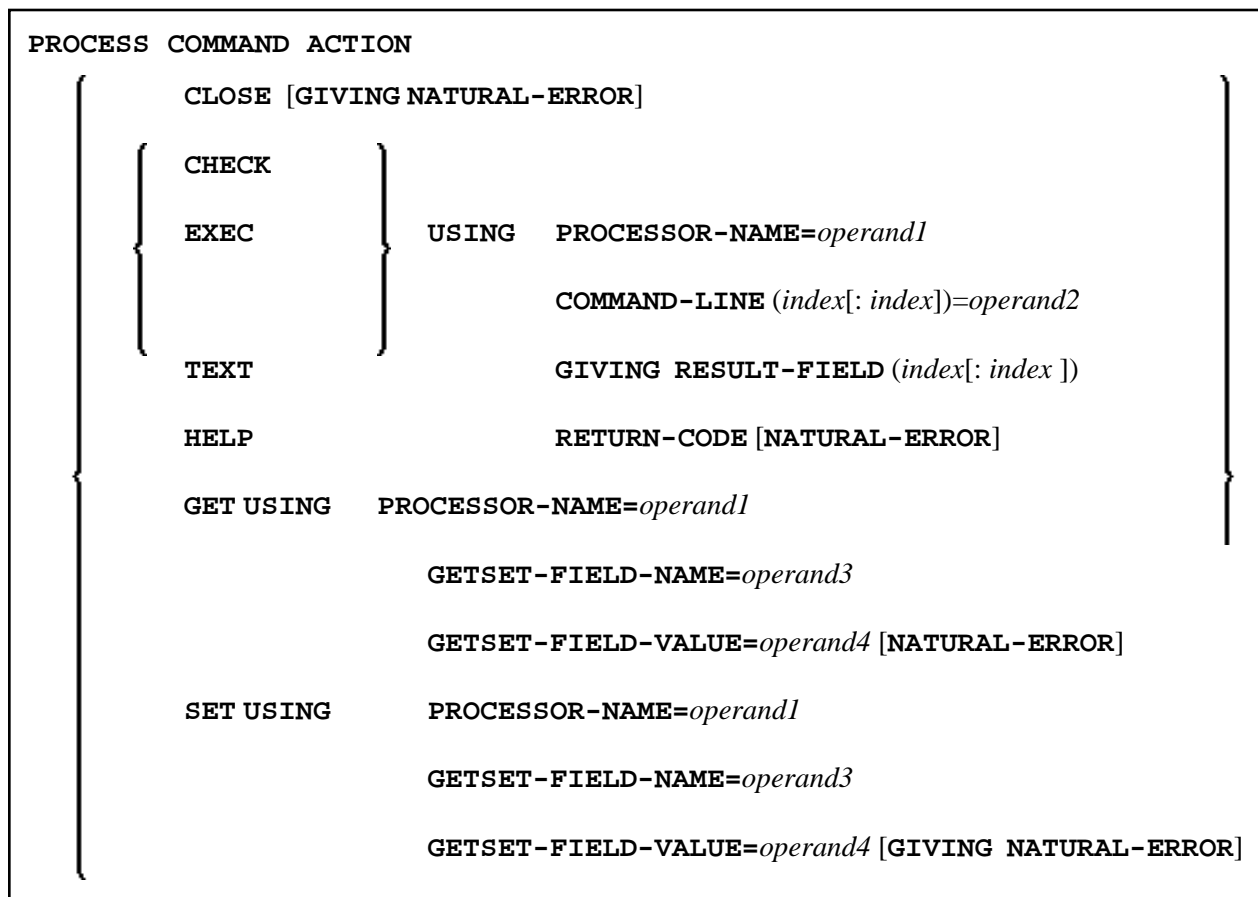 PROCESS COMMAND ACTION
CLOSE [GIVING NATURAL-ERROR]
CHECK
EXEC USING PROCESSOR-NAME=operand1
COMMAND-LINE (index[: index])=operand2
TEXT GIVING RESULT-FIELD (index[: index ])
HELP RETURN-CODE [NATURAL-ERROR]
GET USING PROCESSOR-NAME=operand1
GETSET-FIELD-NAME=operand3
GETSET-FIELD-VALUE=operand4 [NATURAL-ERROR]
SET USING PROCESSOR-NAME=operand1
GETSET-FIELD-NAME=operand3
GETSET-FIELD-VALUE=operand4 [GIVING NATURAL-ERROR]